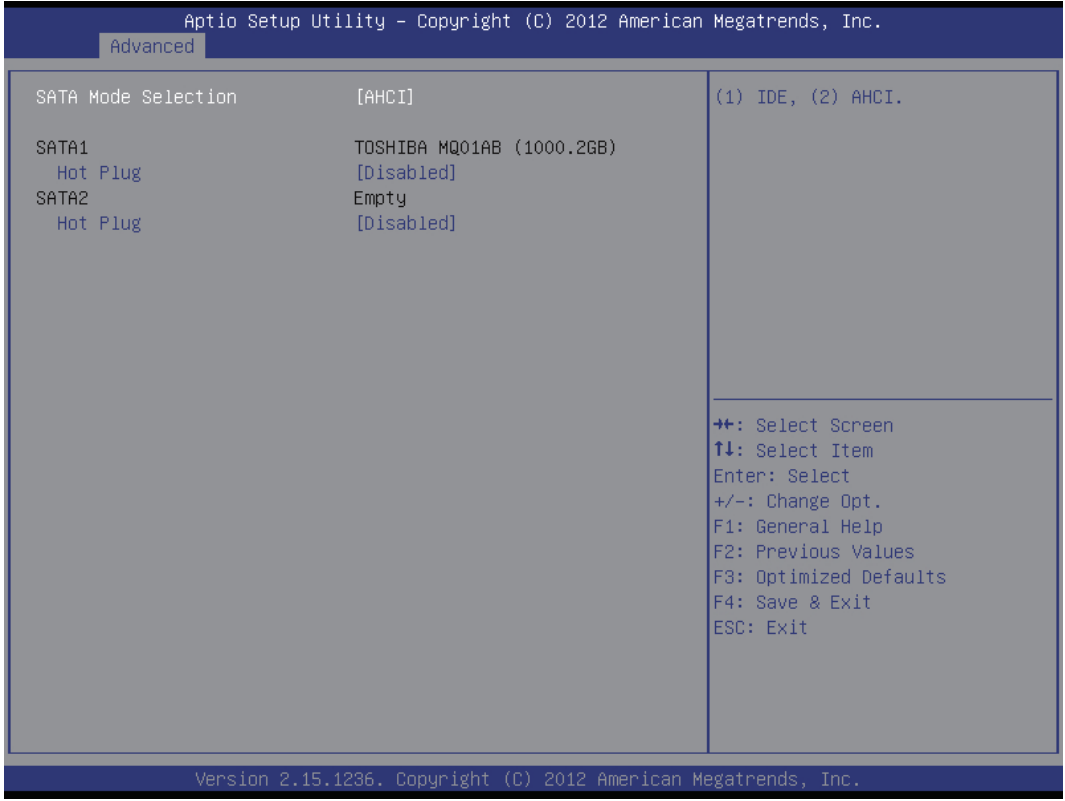 Aptio Setup Utility – Copyright (C) 2012 American Megatrends, Inc.
Advanced
SATA Mode Selection [AHCI]
SATA1 TOSHIBA MQ01AB (1000.2GB)
Hot Plug [Disabled]
SATA2 Empty
Hot Plug [Disabled]
(1) IDE, (2) AHCI.
→←: Select Screen
↑↓: Select Item
Enter: Select
+/-: Change Opt.
F1: General Help
F2: Previous Values
F3: Optimized Defaults
F4: Save & Exit
ESC: Exit
Version 2.15.1236. Copyright (C) 2012 American Megatrends, Inc.